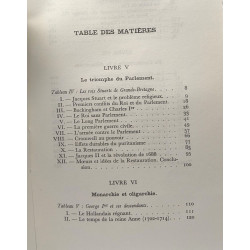 TABLE DES MATIÈRES
LIVRE V
Le triomphe du Parlement.
Tableau IV : Les rois Stuarts de Grande-Bretagne. 8
I. — Jacques Stuart et le problème religieux.
II. — Premiers conflits du Roi et du Parlement.
III. — Buckingham et Charles Ier
IV. — Le Roi sans Parlement.
V. — Le Long Parlement
VI. — La première guerre civile.
VII. — L'armée contre le Parlement
VIII. — Cromwell au pouvoir
IX. — Effets durables du puritanisme
X. — La Restauration
XI. — Jacques II et la révolution de 1688
XII. — Mœurs et idées de la Restauration. Conclusion.
LIVRE VI
Monarchie et oligarchie.
Tableau V : George Ier et ses descendants. 110
I. — Le Hollandais régnant. 111
II. — Le temps de la reine Anne (1702-1714).